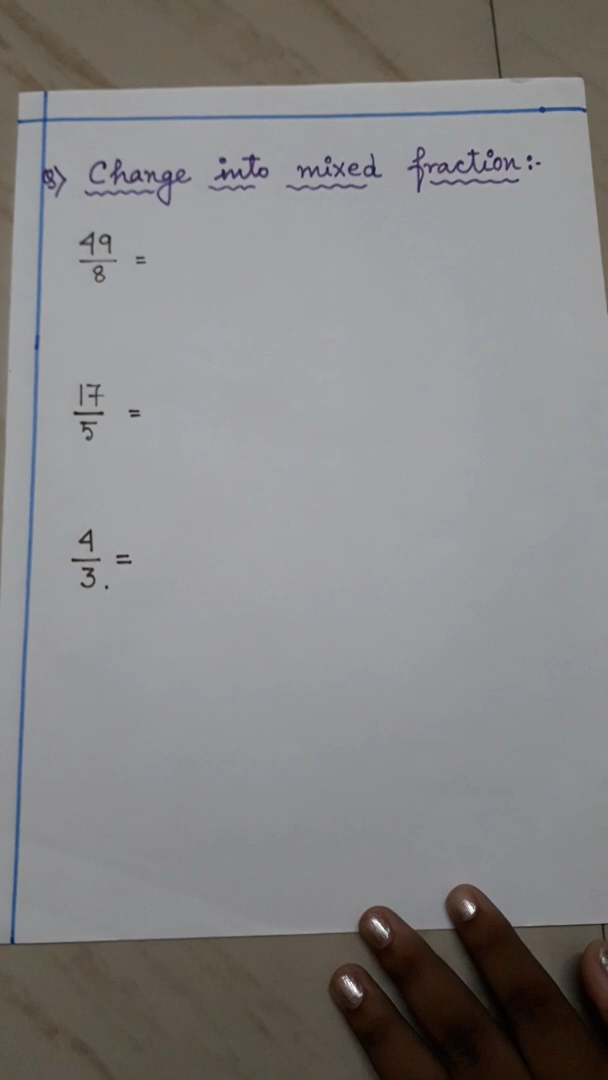 Q) Change into mixed fraction:-
49/8 =
17/5 =
4/3. =